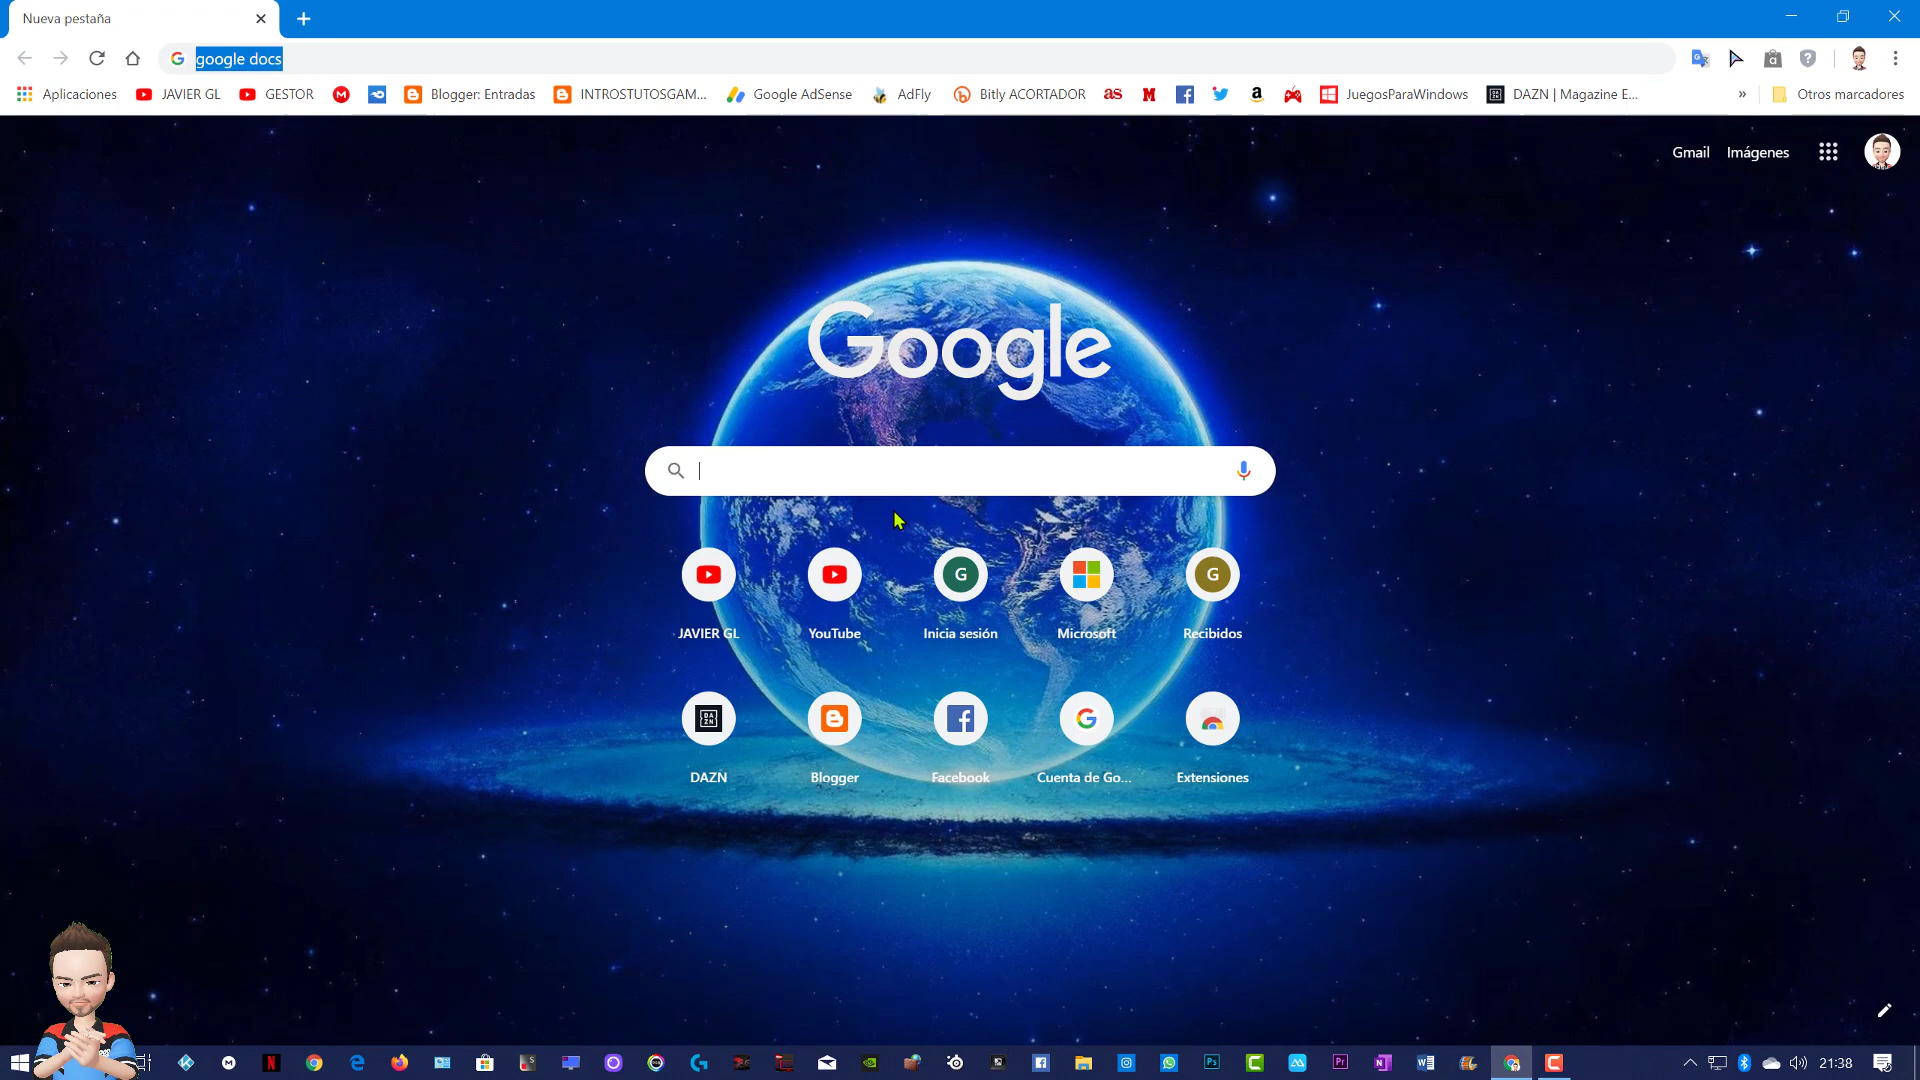 Nueva pestaña
google docs
Aplicaciones JAVIER GL GESTOR Blogger: Entradas INTROSTUTOSGAM... Google AdSense AdFly Bitly ACORTADOR as JuegosParaWindows DAZN | Magazine E... » Otros marcadores
Gmail Imágenes
Google
JAVIER GL YouTube Inicia sesión Microsoft Recibidos
DAZN Blogger Facebook Cuenta de Go... Extensiones
21:38